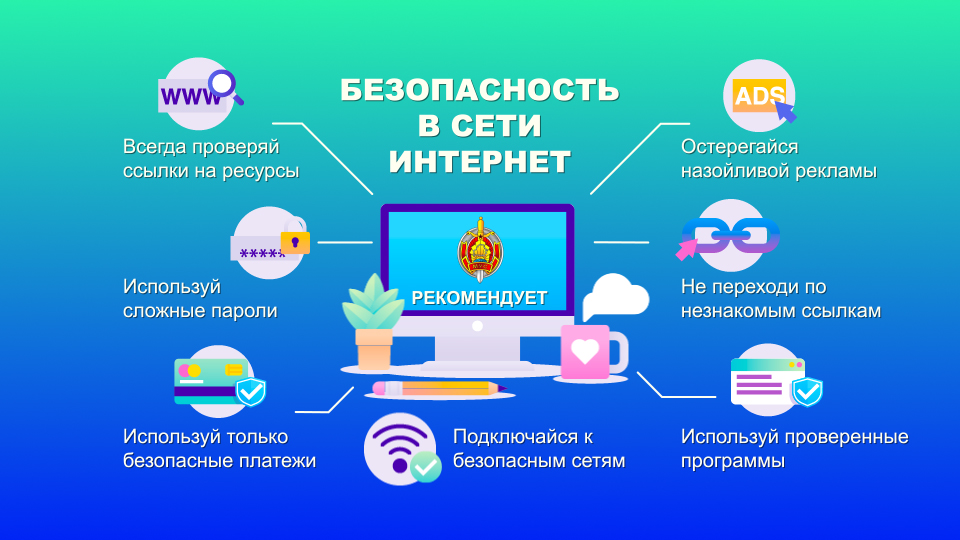 БЕЗОПАСНОСТЬ
В СЕТИ
ИНТЕРНЕТ
WWW
Всегда проверяй
ссылки на ресурсы
ADS
Остерегайся
назойливой рекламы
*****
Используй
сложные пароли
РЕКОМЕНДУЕТ
Не переходи по
незнакомым ссылкам
Используй только
безопасные платежи
Подключайся к
безопасным сетям
Используй проверенные
программы